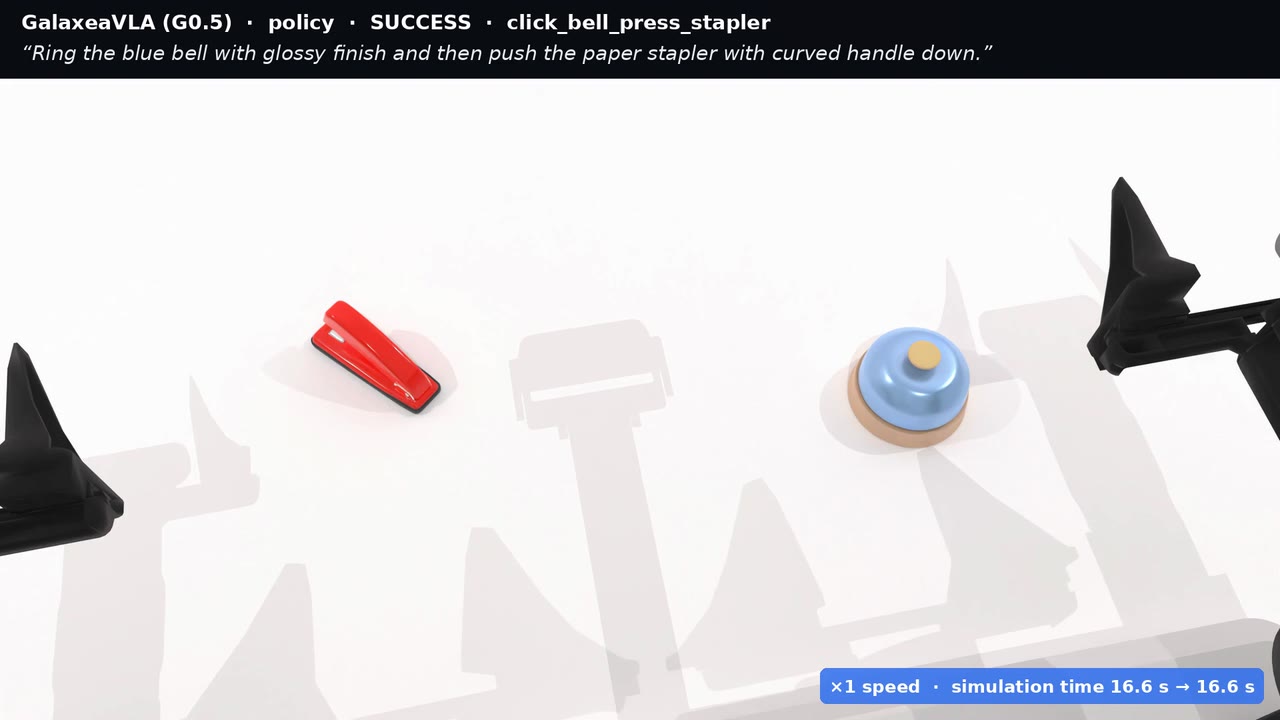 GalaxeaVLA (G0.5)  ·  policy  ·  SUCCESS  ·  click_bell_press_stapler
“Ring the blue bell with glossy finish and then push the paper stapler with curved handle down.”
×1 speed  ·  simulation time 16.6 s → 16.6 s